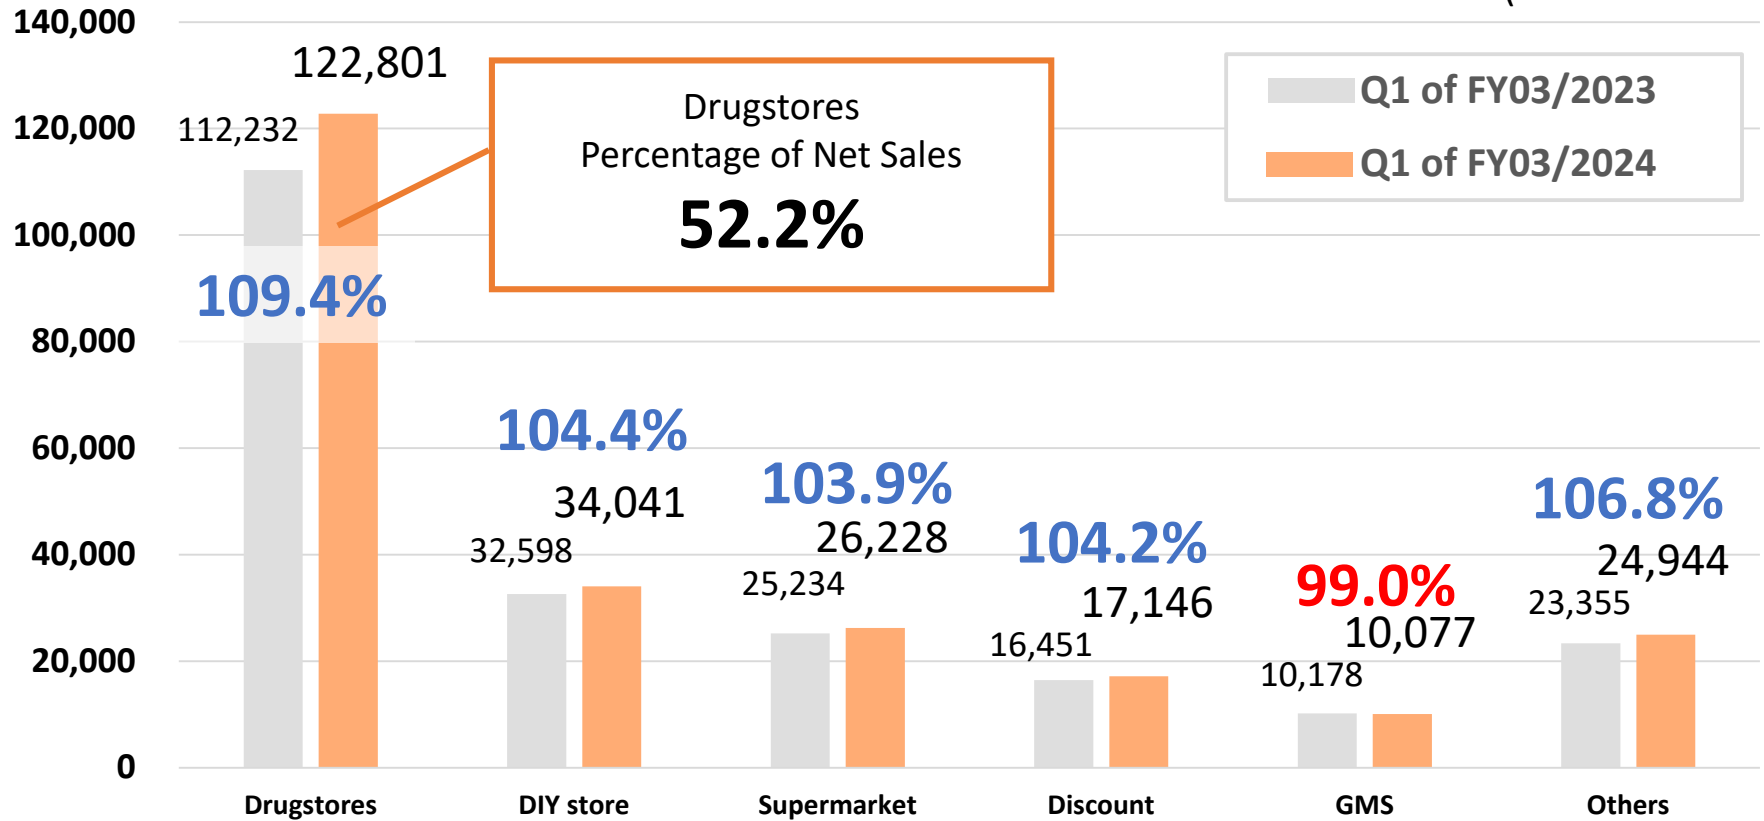 (
140,000
120,000
100,000
80,000
60,000
40,000
20,000
0
Q1 of FY03/2023
Q1 of FY03/2024
Drugstores
Percentage of Net Sales
52.2%
112,232
122,801
109.4%
104.4%
32,598
34,041
103.9%
25,234
26,228
104.2%
16,451
17,146
99.0%
10,178
10,077
106.8%
23,355
24,944
Drugstores
DIY store
Supermarket
Discount
GMS
Others